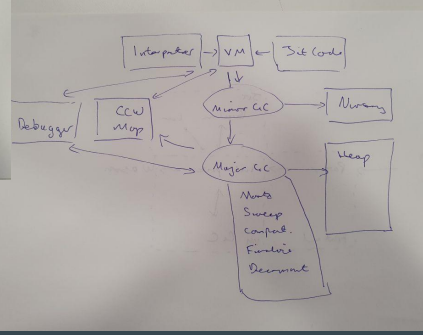 Interpreter
VM
Jit Code
Minor GC
Nursery
Debugger
CCW
Map
Major GC
Heap
Mark
Sweep
Compact.
Finalize
Decommit